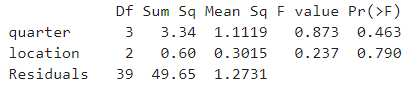 Df Sum Sq Mean Sq F value Pr(>F)
quarter 3 3.34 1.1119 0.873 0.463
location 2 0.60 0.3015 0.237 0.790
Residuals 39 49.65 1.2731